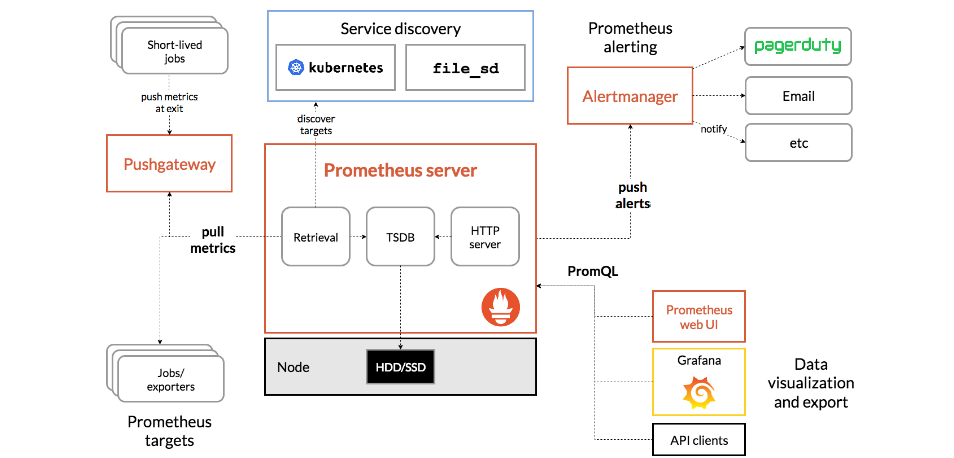 Short-lived
jobs
push metrics
at exit
Pushgateway
Service discovery
kubernetes
file_sd
discover
targets
Prometheus
alerting
Alertmanager
pagerduty
Email
notify
etc
Prometheus server
pull
metrics
Retrieval
TSDB
HTTP
server
push
alerts
PromQL
Node
HDD/SSD
Jobs/
exporters
Prometheus
targets
Prometheus
web UI
Grafana
API clients
Data
visualization
and export